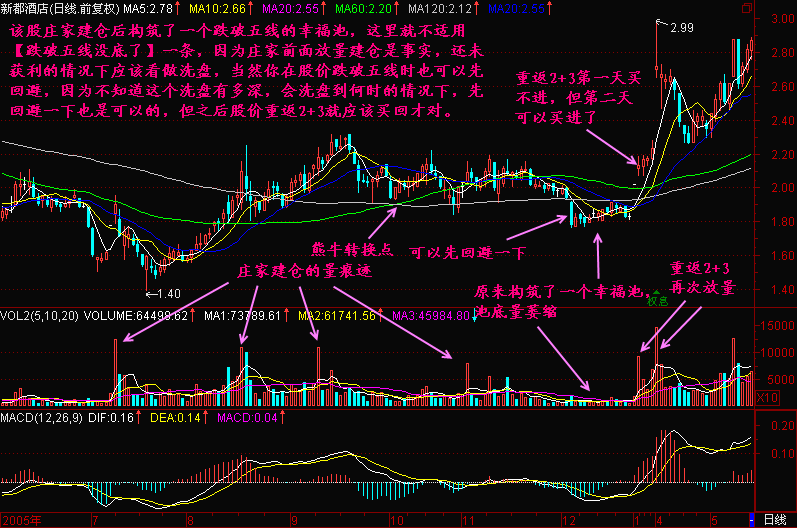 新都酒店(日线.前复权) MA5:2.78↑ MA10:2.66↑ MA20:2.55↑ MA60:2.20↑ MA120:2.12↑ MA20:2.55↑
该股庄家建仓后构筑了一个跌破五线的幸福池，这里就不适用
【跌破五线没底了】一条，因为庄家前面放量建仓是事实，还未
获利的情况下应该看做洗盘，当然你在股价跌破五线时也可以先
回避，因为不知道这个洗盘有多深，会洗盘到何时的情况下，先
回避一下也是可以的，但之后股价重返2+3就应该买回才对。
2.99
重返2+3第一天买
不进，但第二天
可以买进了
3.00
2.80
2.60
2.40
2.20
2.00
1.80
1.60
1.40
熊牛转换点
可以先回避一下
庄家建仓的量痕迹
1.40
原来构筑了一个幸福池，
池底量萎缩
重返2+3
再次放量
权息
VOL2(5,10,20) VOLUME:64499.62↑ MA1:73789.61↑ MA2:61741.56↑ MA3:45984.80↓
15000
10000
5000
X10
MACD(12,26,9) DIF:0.16↑ DEA:0.14↑ MACD:0.04↑
0.20
0.10
2005年 7 8 9 10 11 12 1 4 5 日线